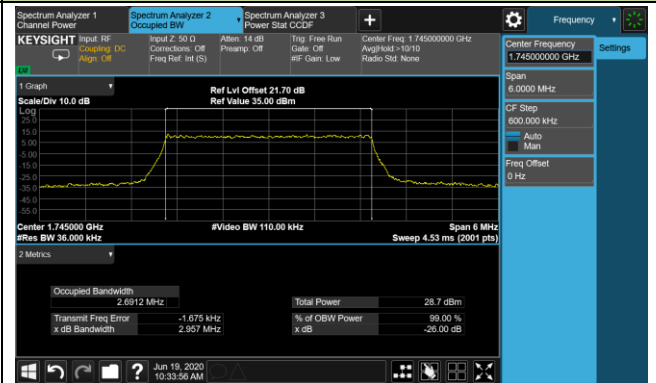 Spectrum Analyzer 1
Channel Power
Spectrum Analyzer 2
Occupied BW
Spectrum Analyzer 3
Power Stat CCDF
Frequency
KEYSIGHT
Input: RF
Coupling: DC
Align: Off
Input Z: 50 Ω
Corrections: Off
Freq Ref: Int (S)
Atten: 14 dB
Preamp: Off
Trig: Free Run
Gate: Off
#IF Gain: Low
Center Freq: 1.745000000 GHz
Avg|Hold:>10/10
Radio Std: None
Center Frequency
1.745000000 GHz
Settings
Span
6.0000 MHz
CF Step
600.000 kHz
Auto
Man
Freq Offset
0 Hz
1 Graph
Scale/Div 10.0 dB
Ref Lvl Offset 21.70 dB
Ref Value 35.00 dBm
Log
25.0
15.0
5.00
-5.00
-15.0
-25.0
-35.0
-45.0
-55.0
Center 1.745000 GHz
#Res BW 36.000 kHz
#Video BW 110.00 kHz
Span 6 MHz
Sweep 4.53 ms (2001 pts)
2 Metrics
Occupied Bandwidth
2.6912 MHz
Total Power 28.7 dBm
Transmit Freq Error -1.675 kHz
% of OBW Power 99.00 %
x dB Bandwidth 2.957 MHz
x dB -26.00 dB
Jun 19, 2020
10:33:56 AM